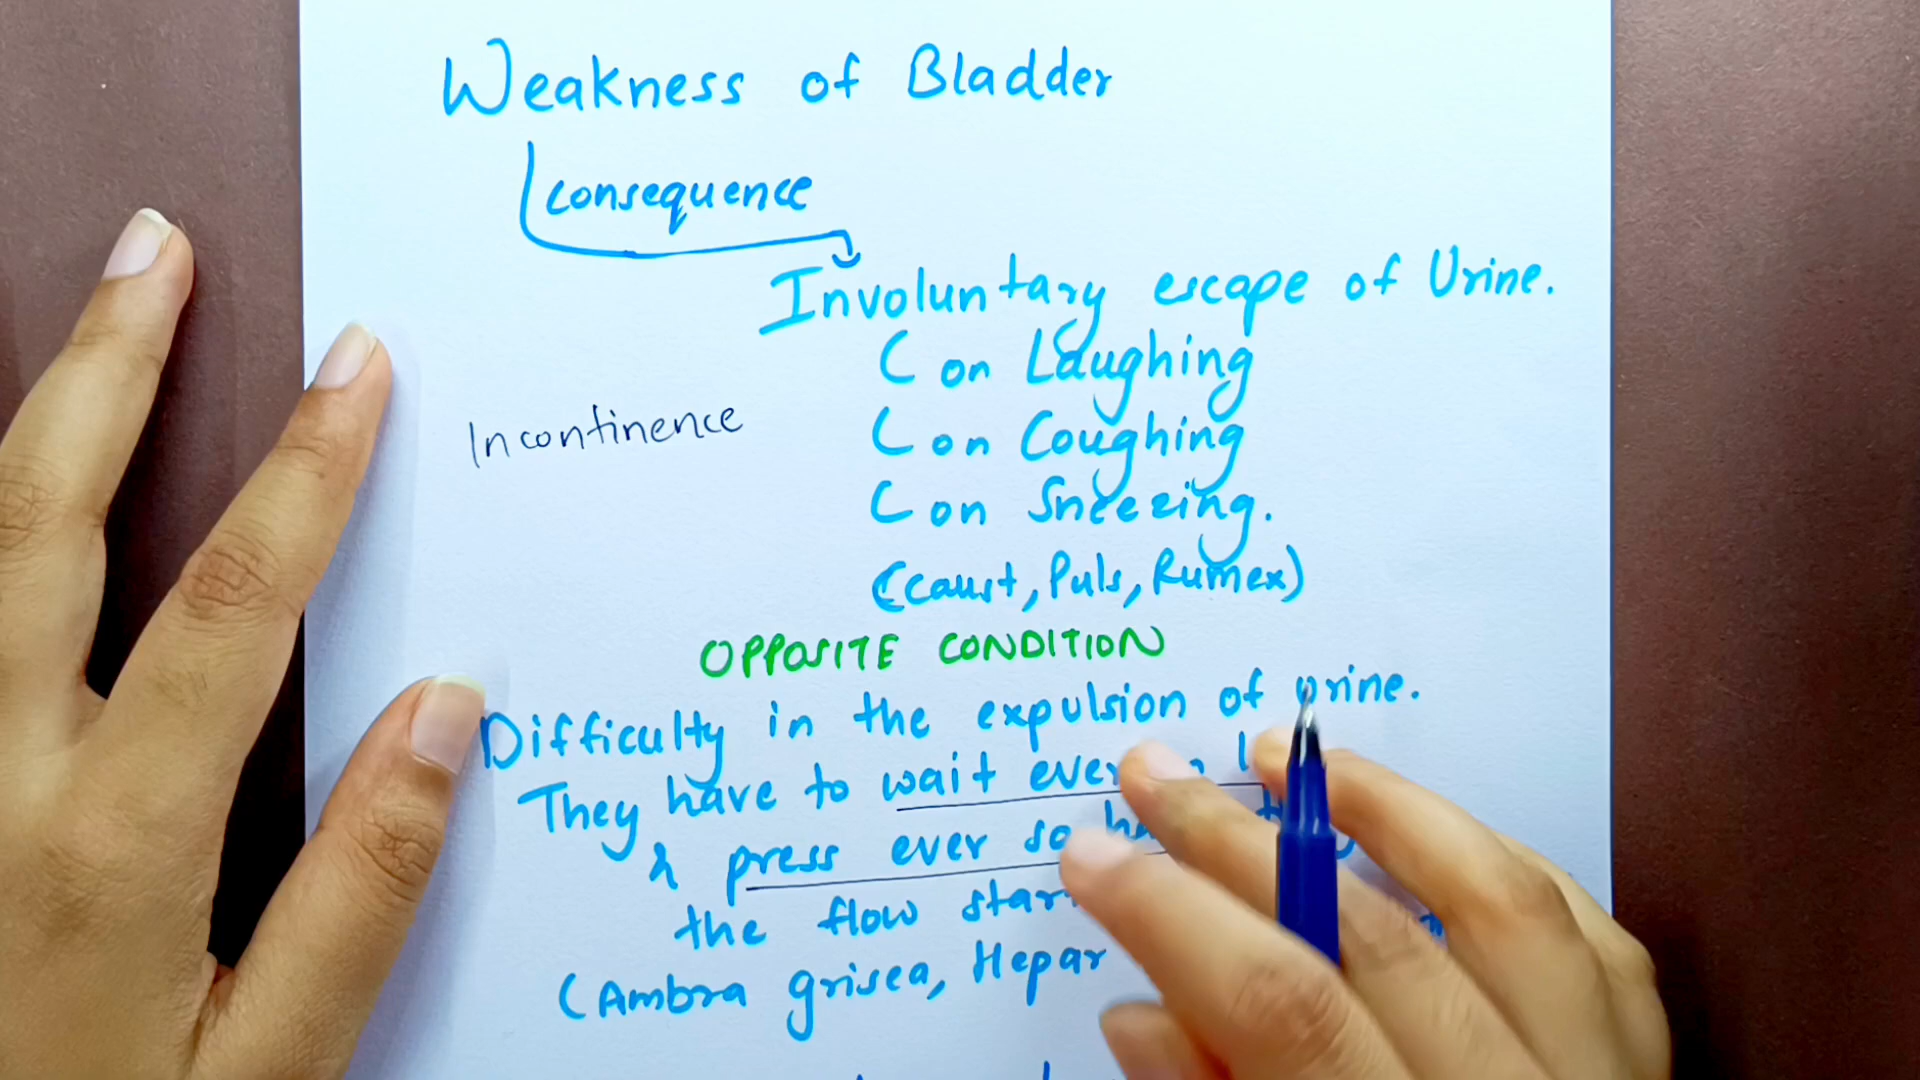 Weakness of Bladder
consequence
Involuntary escape of Urine.
C on Laughing
C on Coughing
Incontinence
C on Sneezing.
(Caust, Puls, Rumex)
OPPOSITE CONDITION
Difficulty in the expulsion of urine.
They have to wait ever
& press ever so
the flow
(Ambra grisea, Hepar